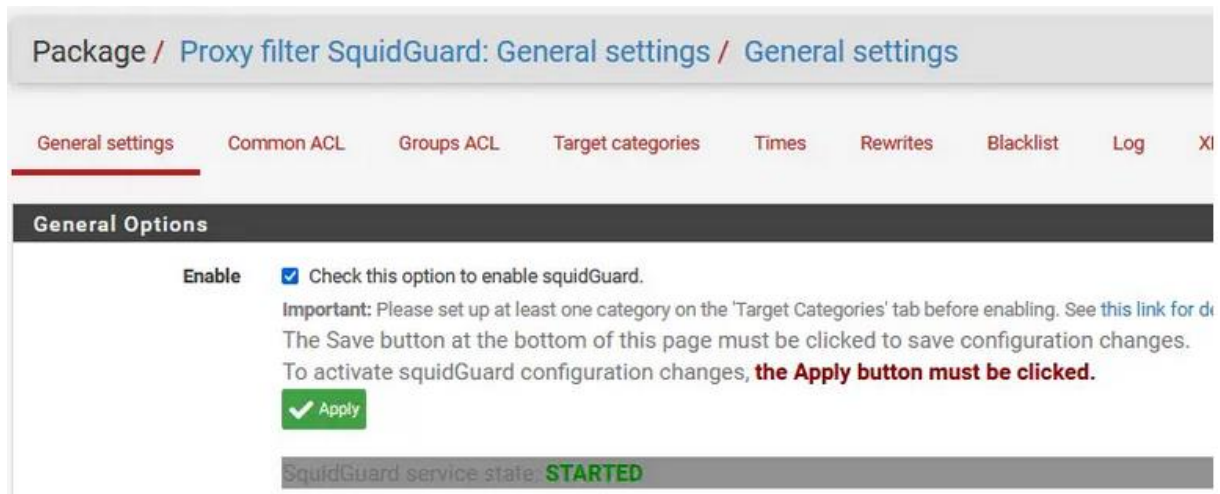 Package / Proxy filter SquidGuard: General settings / General settings
General settings Common ACL Groups ACL Target categories Times Rewrites Blacklist Log
General Options
Enable Check this option to enable squidGuard.
Important: Please set up at least one category on the 'Target Categories' tab before enabling. See this link for
The Save button at the bottom of this page must be clicked to save configuration changes.
To activate squidGuard configuration changes, the Apply button must be clicked.
Apply
SquidGuard service state: STARTED